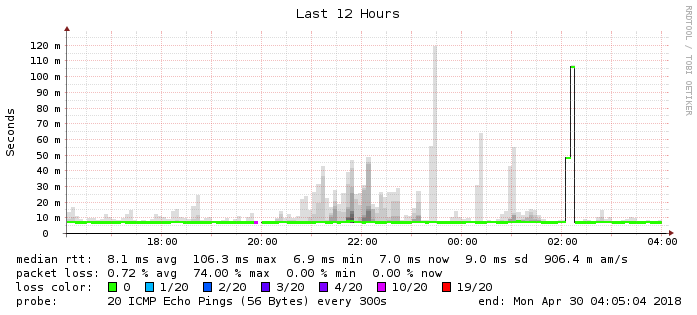 Last 12 Hours
RRDTOOL / TOBI OETIKER
Seconds
120 m
110 m
100 m
90 m
80 m
70 m
60 m
50 m
40 m
30 m
20 m
10 m
0
18:00 20:00 22:00 00:00 02:00 04:00
median rtt: 8.1 ms avg 106.3 ms max 6.9 ms min 7.0 ms now 9.0 ms sd 906.4 m am/s
packet loss: 0.72 % avg 74.00 % max 0.00 % min 0.00 % now
loss color: 0 1/20 2/20 3/20 4/20 10/20 19/20
probe: 20 ICMP Echo Pings (56 Bytes) every 300s end: Mon Apr 30 04:05:04 2018